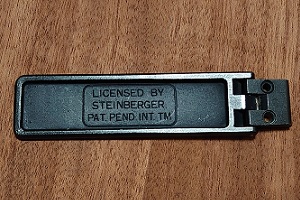 LICENSED BY
STEINBERGER
PAT. PEND INT. TM